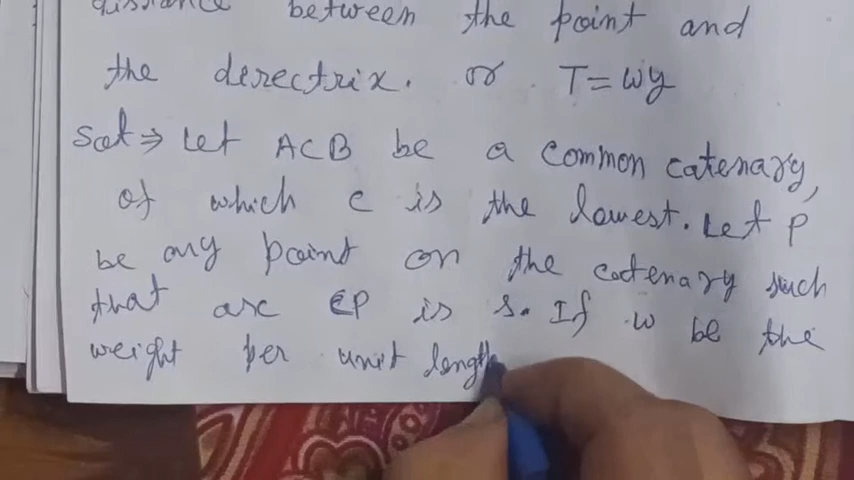 distance between the point and
the derectrix. or T = wy
Sol ⇒ Let ACB be a common catenary,
of which C is the lowest. Let P
be any point on the catenary such
that arc CP is s. If w be the
weight per unit length